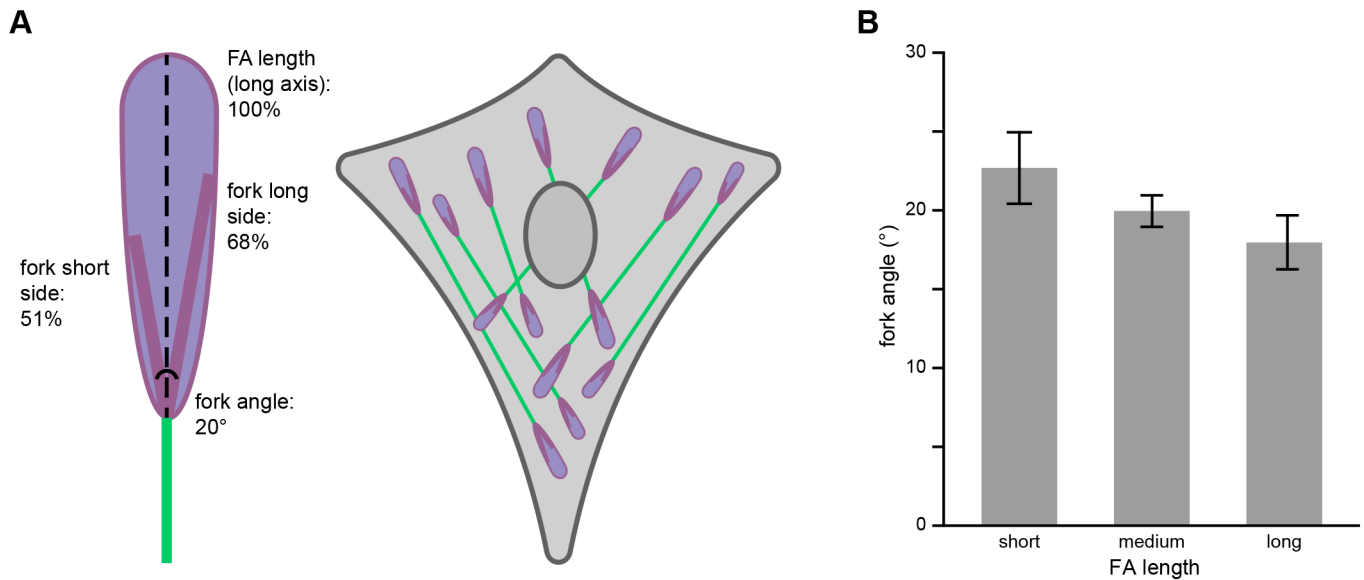 A
FA length
(long axis):
100%
fork long
side:
68%
fork short
side:
51%
fork angle:
20°
B
30
20
10
0
fork angle (°)
short
medium
long
FA length